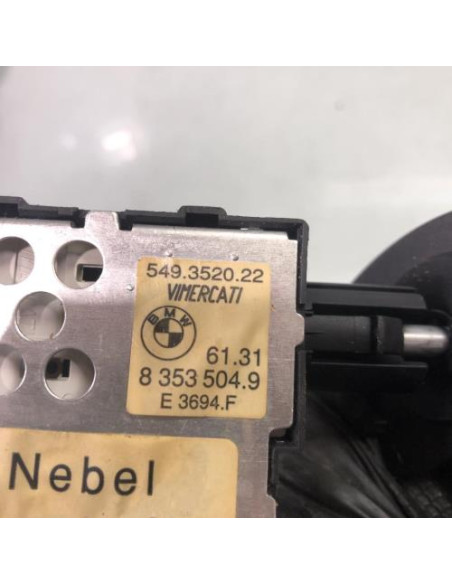 549.3520.22
VIMERCATI
BMW
61.31
8 353 504.9
E 3694.F
Nebel